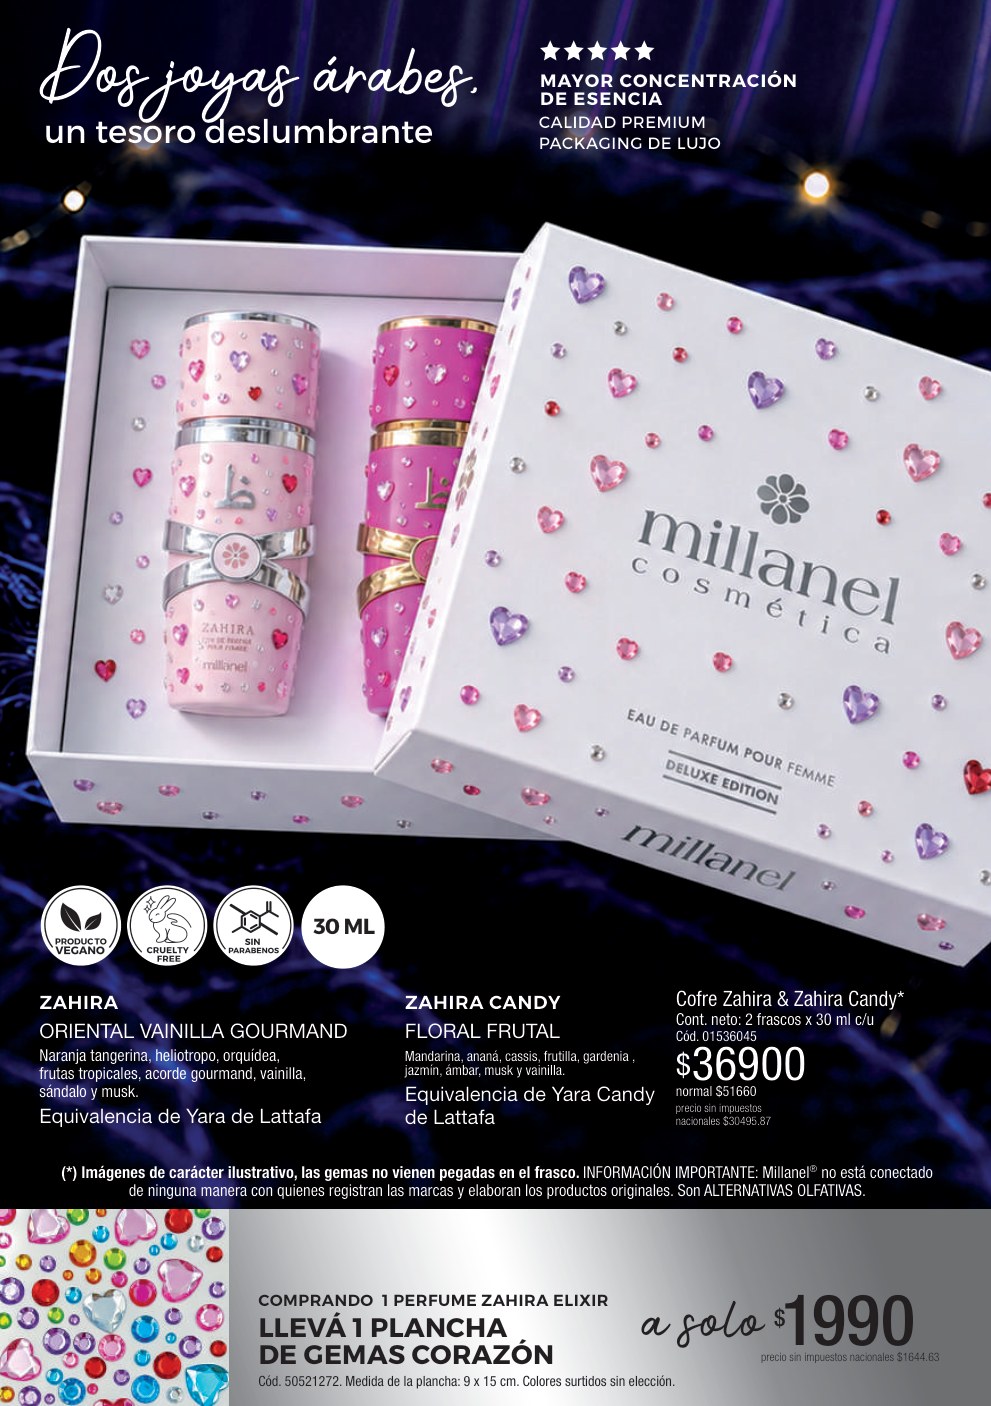 Dos joyas árabes,
un tesoro deslumbrante
MAYOR CONCENTRACIÓN
DE ESENCIA
CALIDAD PREMIUM
PACKAGING DE LUJO
ظ
ZAHIRA
EAU DE PARFUM
POUR FEMME
millanel
ظ
millanel
cosmética
EAU DE PARFUM POUR FEMME
DELUXE EDITION
millanel
PRODUCTO
VEGANO
CRUELTY
FREE
SIN
PARABENOS
30 ML
ZAHIRA
ORIENTAL VAINILLA GOURMAND
Naranja tangerina, heliotropo, orquídea,
frutas tropicales, acorde gourmand, vainilla,
sándalo y musk.
Equivalencia de Yara de Lattafa
ZAHIRA CANDY
FLORAL FRUTAL
Mandarina, ananá, cassis, frutilla, gardenia ,
jazmín, ámbar, musk y vainilla.
Equivalencia de Yara Candy
de Lattafa
Cofre Zahira & Zahira Candy*
Cont. neto: 2 frascos x 30 ml c/u
Cód. 01536045
$36900
normal $51660
precio sin impuestos
nacionales $30495.87
(*) Imágenes de carácter ilustrativo, las gemas no vienen pegadas en el frasco. INFORMACIÓN IMPORTANTE: Millanel® no está conectado
de ninguna manera con quienes registran las marcas y elaboran los productos originales. Son ALTERNATIVAS OLFATIVAS.
COMPRANDO 1 PERFUME ZAHIRA ELIXIR
LLEVÁ 1 PLANCHA
DE GEMAS CORAZÓN
Cód. 50521272. Medida de la plancha: 9 x 15 cm. Colores surtidos sin elección.
a solo $1990
precio sin impuestos nacionales $1644.63